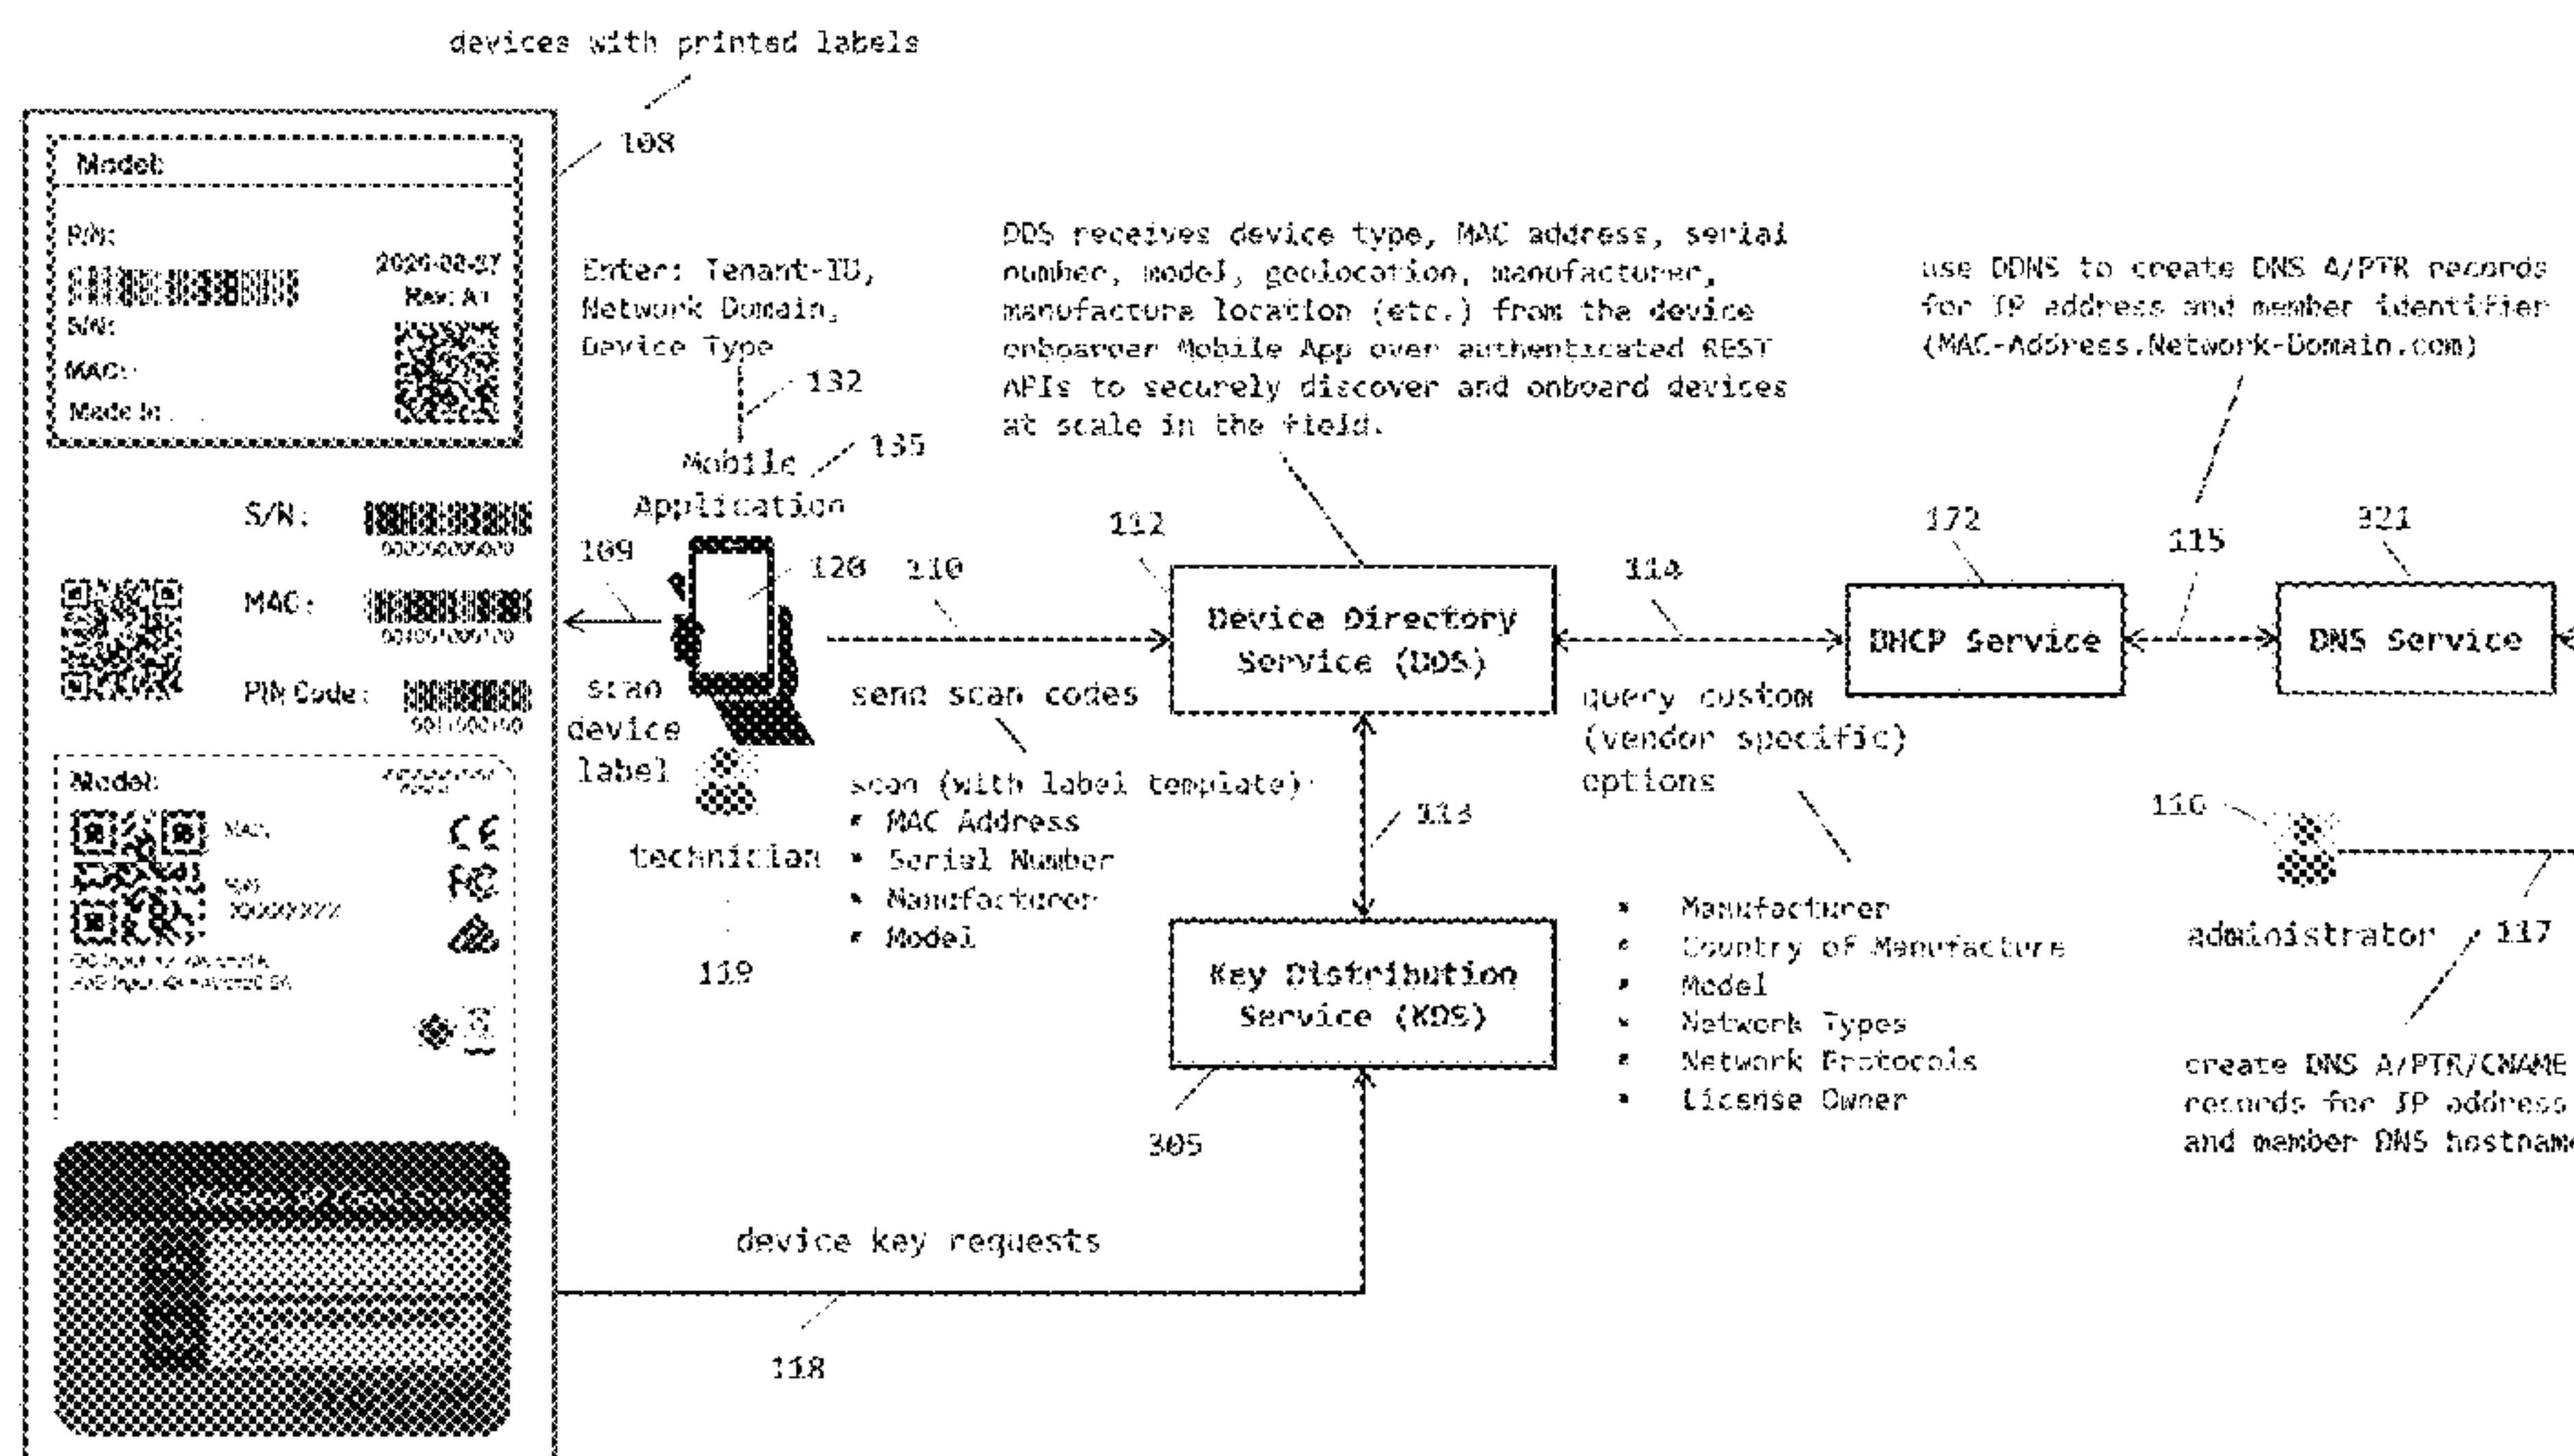 devices with printed labels
108
Model:
P/N:
Rev: A1
S/N:
MAC:
Made In
S/N:
MAC:
PIN Code:
Model:
MAC:
S/N:
Enter: Tenant-ID,
Network Domain,
Device Type
132
135
Mobile
Application
109
120
110
scan
device
label
technician
119
send scan codes
scan (with label template)
• MAC Address
• Serial Number
• Manufacturer
• Model
DDS receives device type, MAC address, serial
number, model, geolocation, manufacturer,
manufacture location (etc.) from the device
onboarder Mobile App over authenticated REST
APIs to securely discover and onboard devices
at scale in the field.
112
Device Directory
Service (DDS)
113
Key Distribution
Service (KDS)
305
device key requests
118
114
query custom
(vendor specific)
options
• Manufacturer
• Country of Manufacture
• Model
• Network Types
• Network Protocols
• License Owner
use DDNS to create DNS A/PTR records
for IP address and member identifier
(MAC-Address.Network-Domain.com)
172
DHCP Service
115
321
DNS Service
116
administrator
117
create DNS A/PTR/CNAME
records for IP address
and member DNS hostname